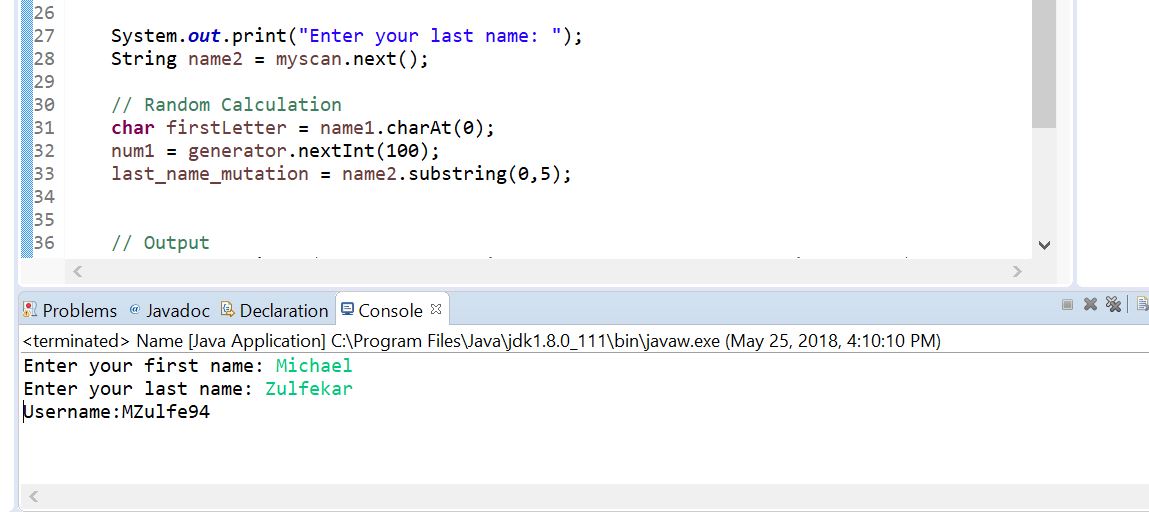 26
27 System.out.print("Enter your last name: ");
28 String name2 = myscan.next();
29
30 // Random Calculation
31 char firstLetter = name1.charAt(0);
32 num1 = generator.nextInt(100);
33 last_name_mutation = name2.substring(0,5);
34
35
36 // Output
Problems @ Javadoc Declaration Console
<terminated> Name [Java Application] C:\Program Files\Java\jdk1.8.0_111\bin\javaw.exe (May 25, 2018, 4:10:10 PM)
Enter your first name: Michael
Enter your last name: Zulfekar
Username:MZulfe94